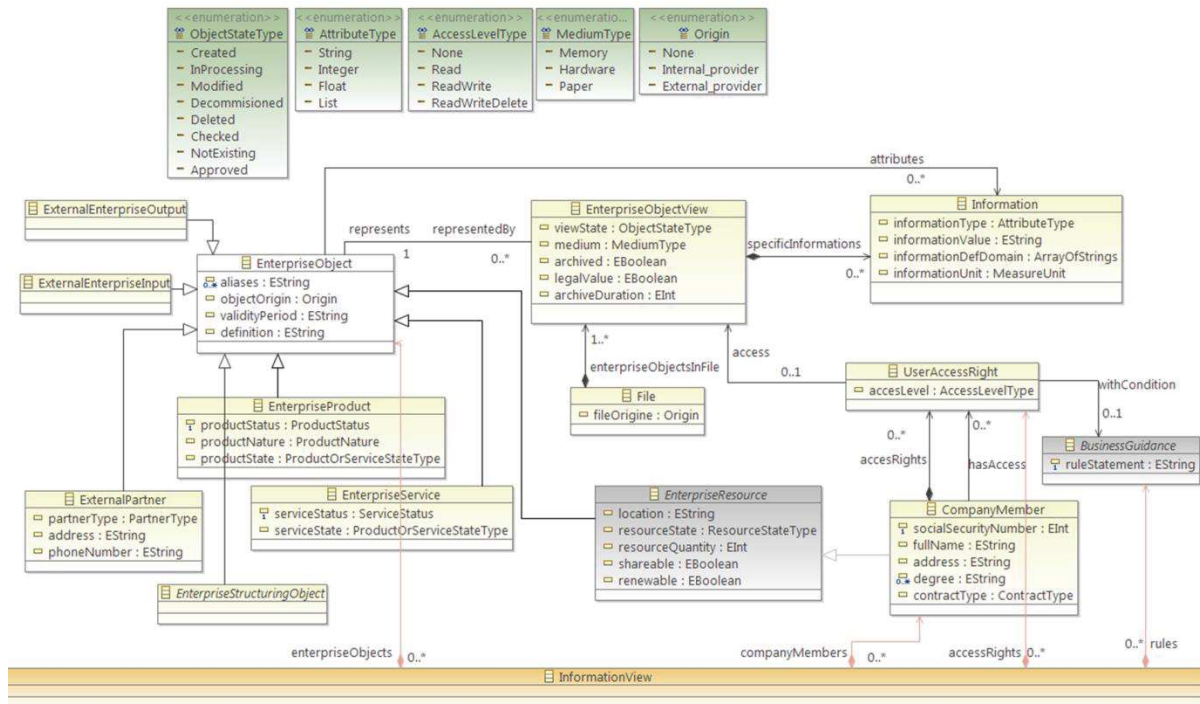 <<enumeration>>
ObjectStateType
Created
InProcessing
Modified
Decommisioned
Deleted
Checked
NotExisting
Approved
<<enumeration>>
AttributeType
String
Integer
Float
List
<<enumeration>>
AccessLevelType
None
Read
ReadWrite
ReadWriteDelete
<<enumeratio...
MediumType
Memory
Hardware
Paper
<<enumeration>>
Origin
None
Internal_provider
External_provider
attributes
0..*
ExternalEnterpriseOutput
ExternalEnterpriseInput
EnterpriseObject
aliases : EString
objectOrigin : Origin
validityPeriod : EString
definition : EString
represents
1
representedBy
0..*
EnterpriseObjectView
viewState : ObjectStateType
medium : MediumType
archived : EBoolean
legalValue : EBoolean
archiveDuration : EInt
specificInformations
0..*
Information
informationType : AttributeType
informationValue : EString
informationDefDomain : ArrayOfStrings
informationUnit : MeasureUnit
1..*
enterpriseObjectsInFile
access
0..1
File
fileOrigine : Origin
UserAccessRight
accesLevel : AccessLevelType
withCondition
0..1
BusinessGuidance
ruleStatement : EString
0..*
accesRights
0..*
hasAccess
EnterpriseProduct
productStatus : ProductStatus
productNature : ProductNature
productState : ProductOrServiceStateType
ExternalPartner
partnerType : PartnerType
address : EString
phoneNumber : EString
EnterpriseService
serviceStatus : ServiceStatus
serviceState : ProductOrServiceStateType
EnterpriseResource
location : EString
resourceState : ResourceStateType
resourceQuantity : EInt
shareable : EBoolean
renewable : EBoolean
CompanyMember
socialSecurityNumber : EInt
fullName : EString
address : EString
degree : EString
contractType : ContractType
EnterpriseStructuringObject
enterpriseObjects
0..*
companyMembers
0..*
accessRights
0..*
0..*
rules
InformationView